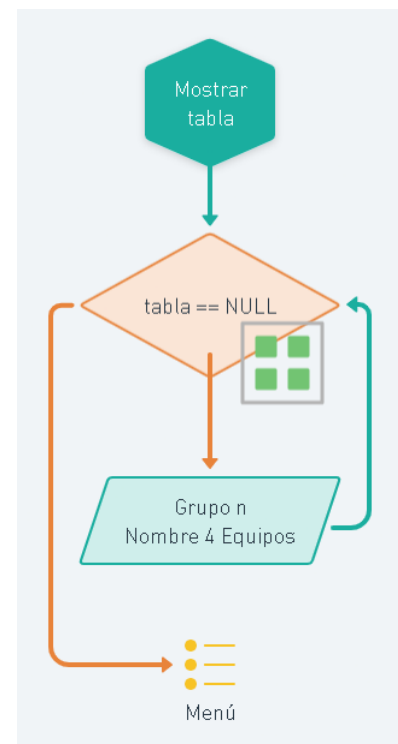 Mostrar
tabla
tabla == NULL
Grupo n
Nombre 4 Equipos
Menú